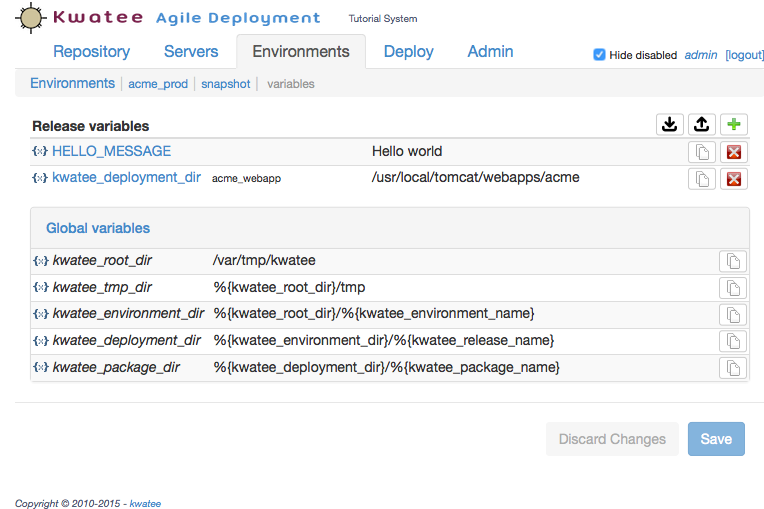 Kwatee Agile Deployment Tutorial System
Repository Servers Environments Deploy Admin Hide disabled admin [logout]
Environments | acme_prod | snapshot | variables
Release variables
{x} HELLO_MESSAGE Hello world
{x} kwatee_deployment_dir acme_webapp /usr/local/tomcat/webapps/acme
Global variables
{x} kwatee_root_dir /var/tmp/kwatee
{x} kwatee_tmp_dir %{kwatee_root_dir}/tmp
{x} kwatee_environment_dir %{kwatee_root_dir}/%{kwatee_environment_name}
{x} kwatee_deployment_dir %{kwatee_environment_dir}/%{kwatee_release_name}
{x} kwatee_package_dir %{kwatee_deployment_dir}/%{kwatee_package_name}
Discard Changes Save
Copyright © 2010-2015 - kwatee